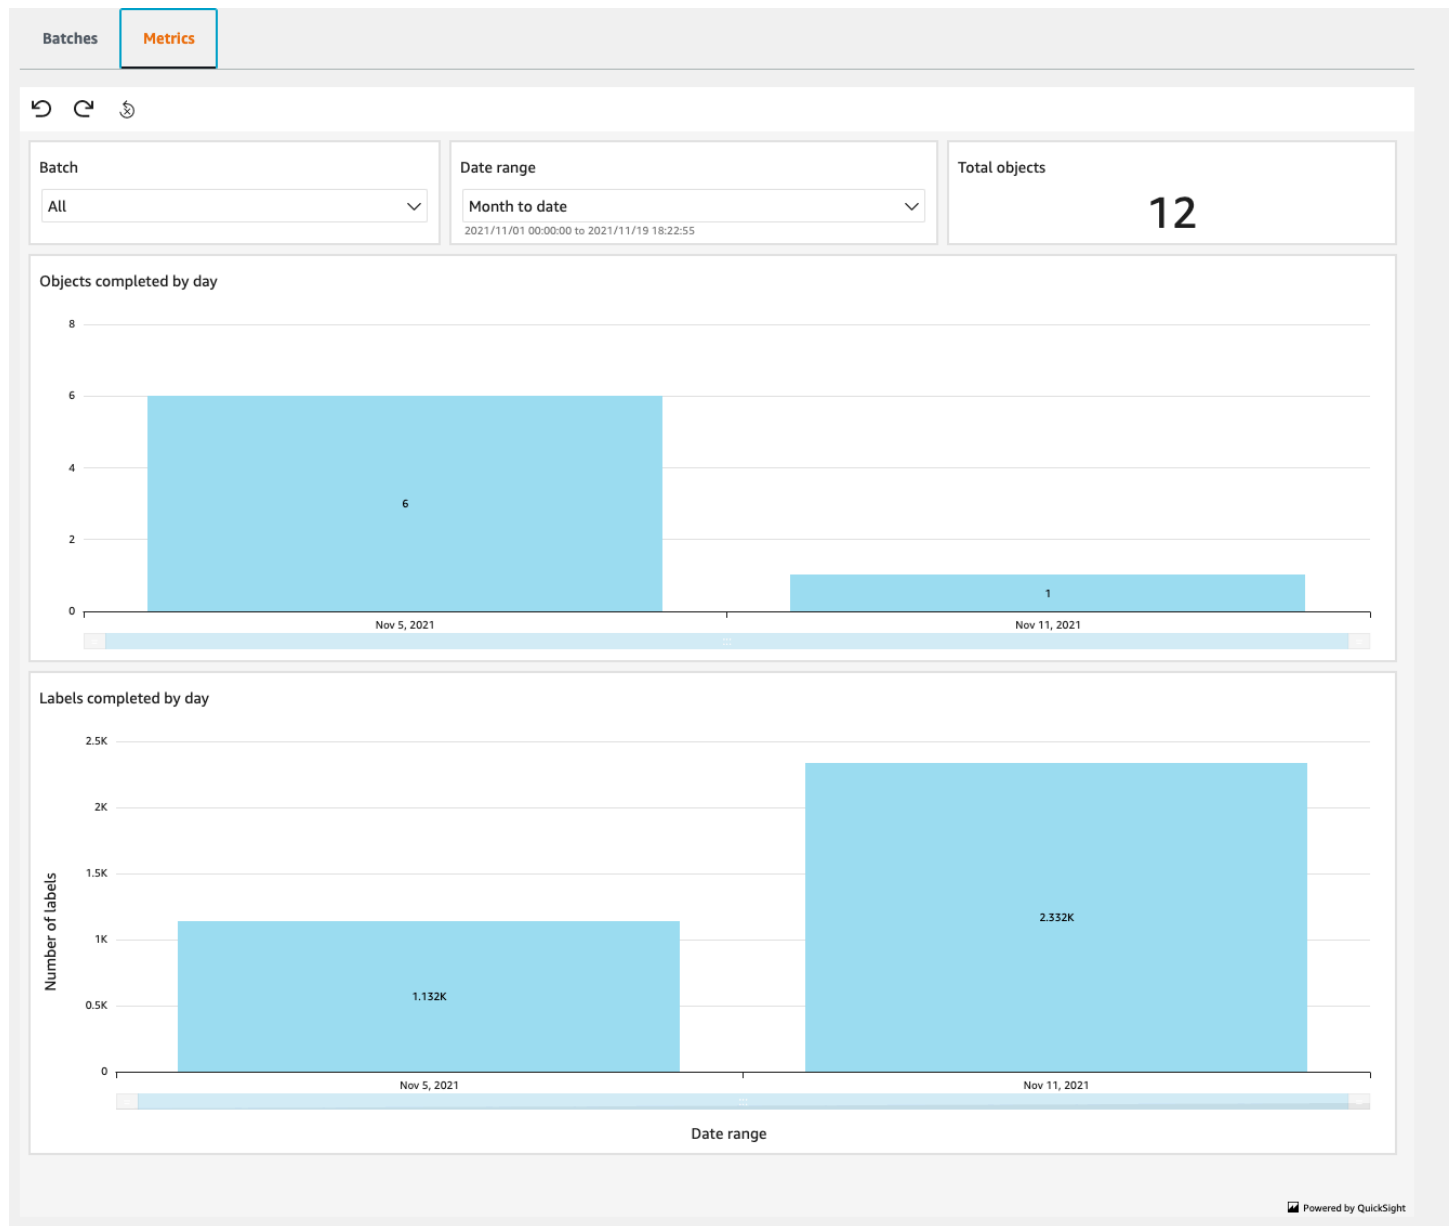 Batches Metrics
Batch
All
Date range
Month to date
2021/11/01 00:00:00 to 2021/11/19 18:22:55
Total objects
12
Objects completed by day
8
6
4
2
0
6
1
Nov 5, 2021 Nov 11, 2021
Labels completed by day
Number of labels
2.5K
2K
1.5K
1K
0.5K
0
1.132K
2.332K
Nov 5, 2021 Nov 11, 2021
Date range
Powered by QuickSight